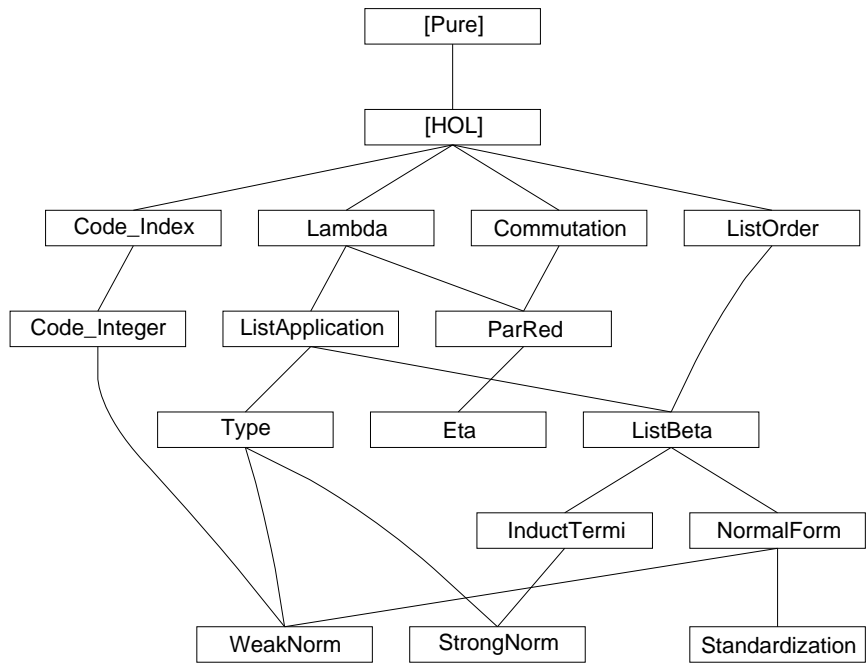 [Pure]
[HOL]
Code_Index
Lambda
Commutation
ListOrder
Code_Integer
ListApplication
ParRed
Type
Eta
ListBeta
InductTermi
NormalForm
WeakNorm
StrongNorm
Standardization